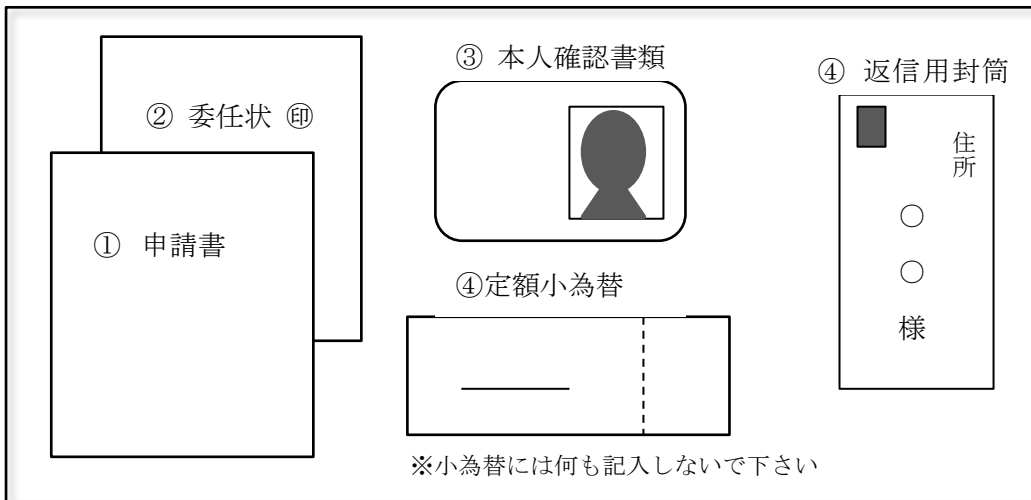 ① 申請書
② 委任状 ㊞
③ 本人確認書類
④定額小為替
※小為替には何も記入しないで下さい
④ 返信用封筒
住所
○○様